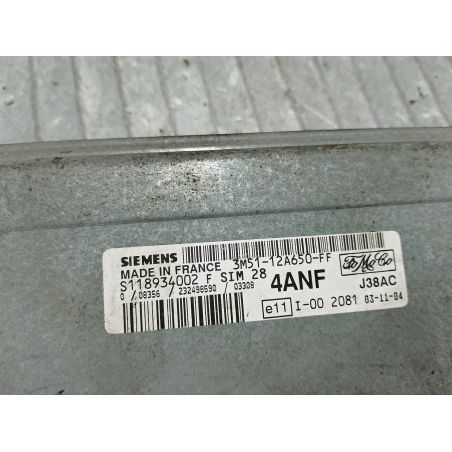 SIEMENS
MADE IN FRANCE 3M51-12A650-FF
S118934002 F SIM 28
0 / 08356 / 232498590 / 03308
4ANF
FoMoCo
J38AC
e11 I-00 2081 03-11-04